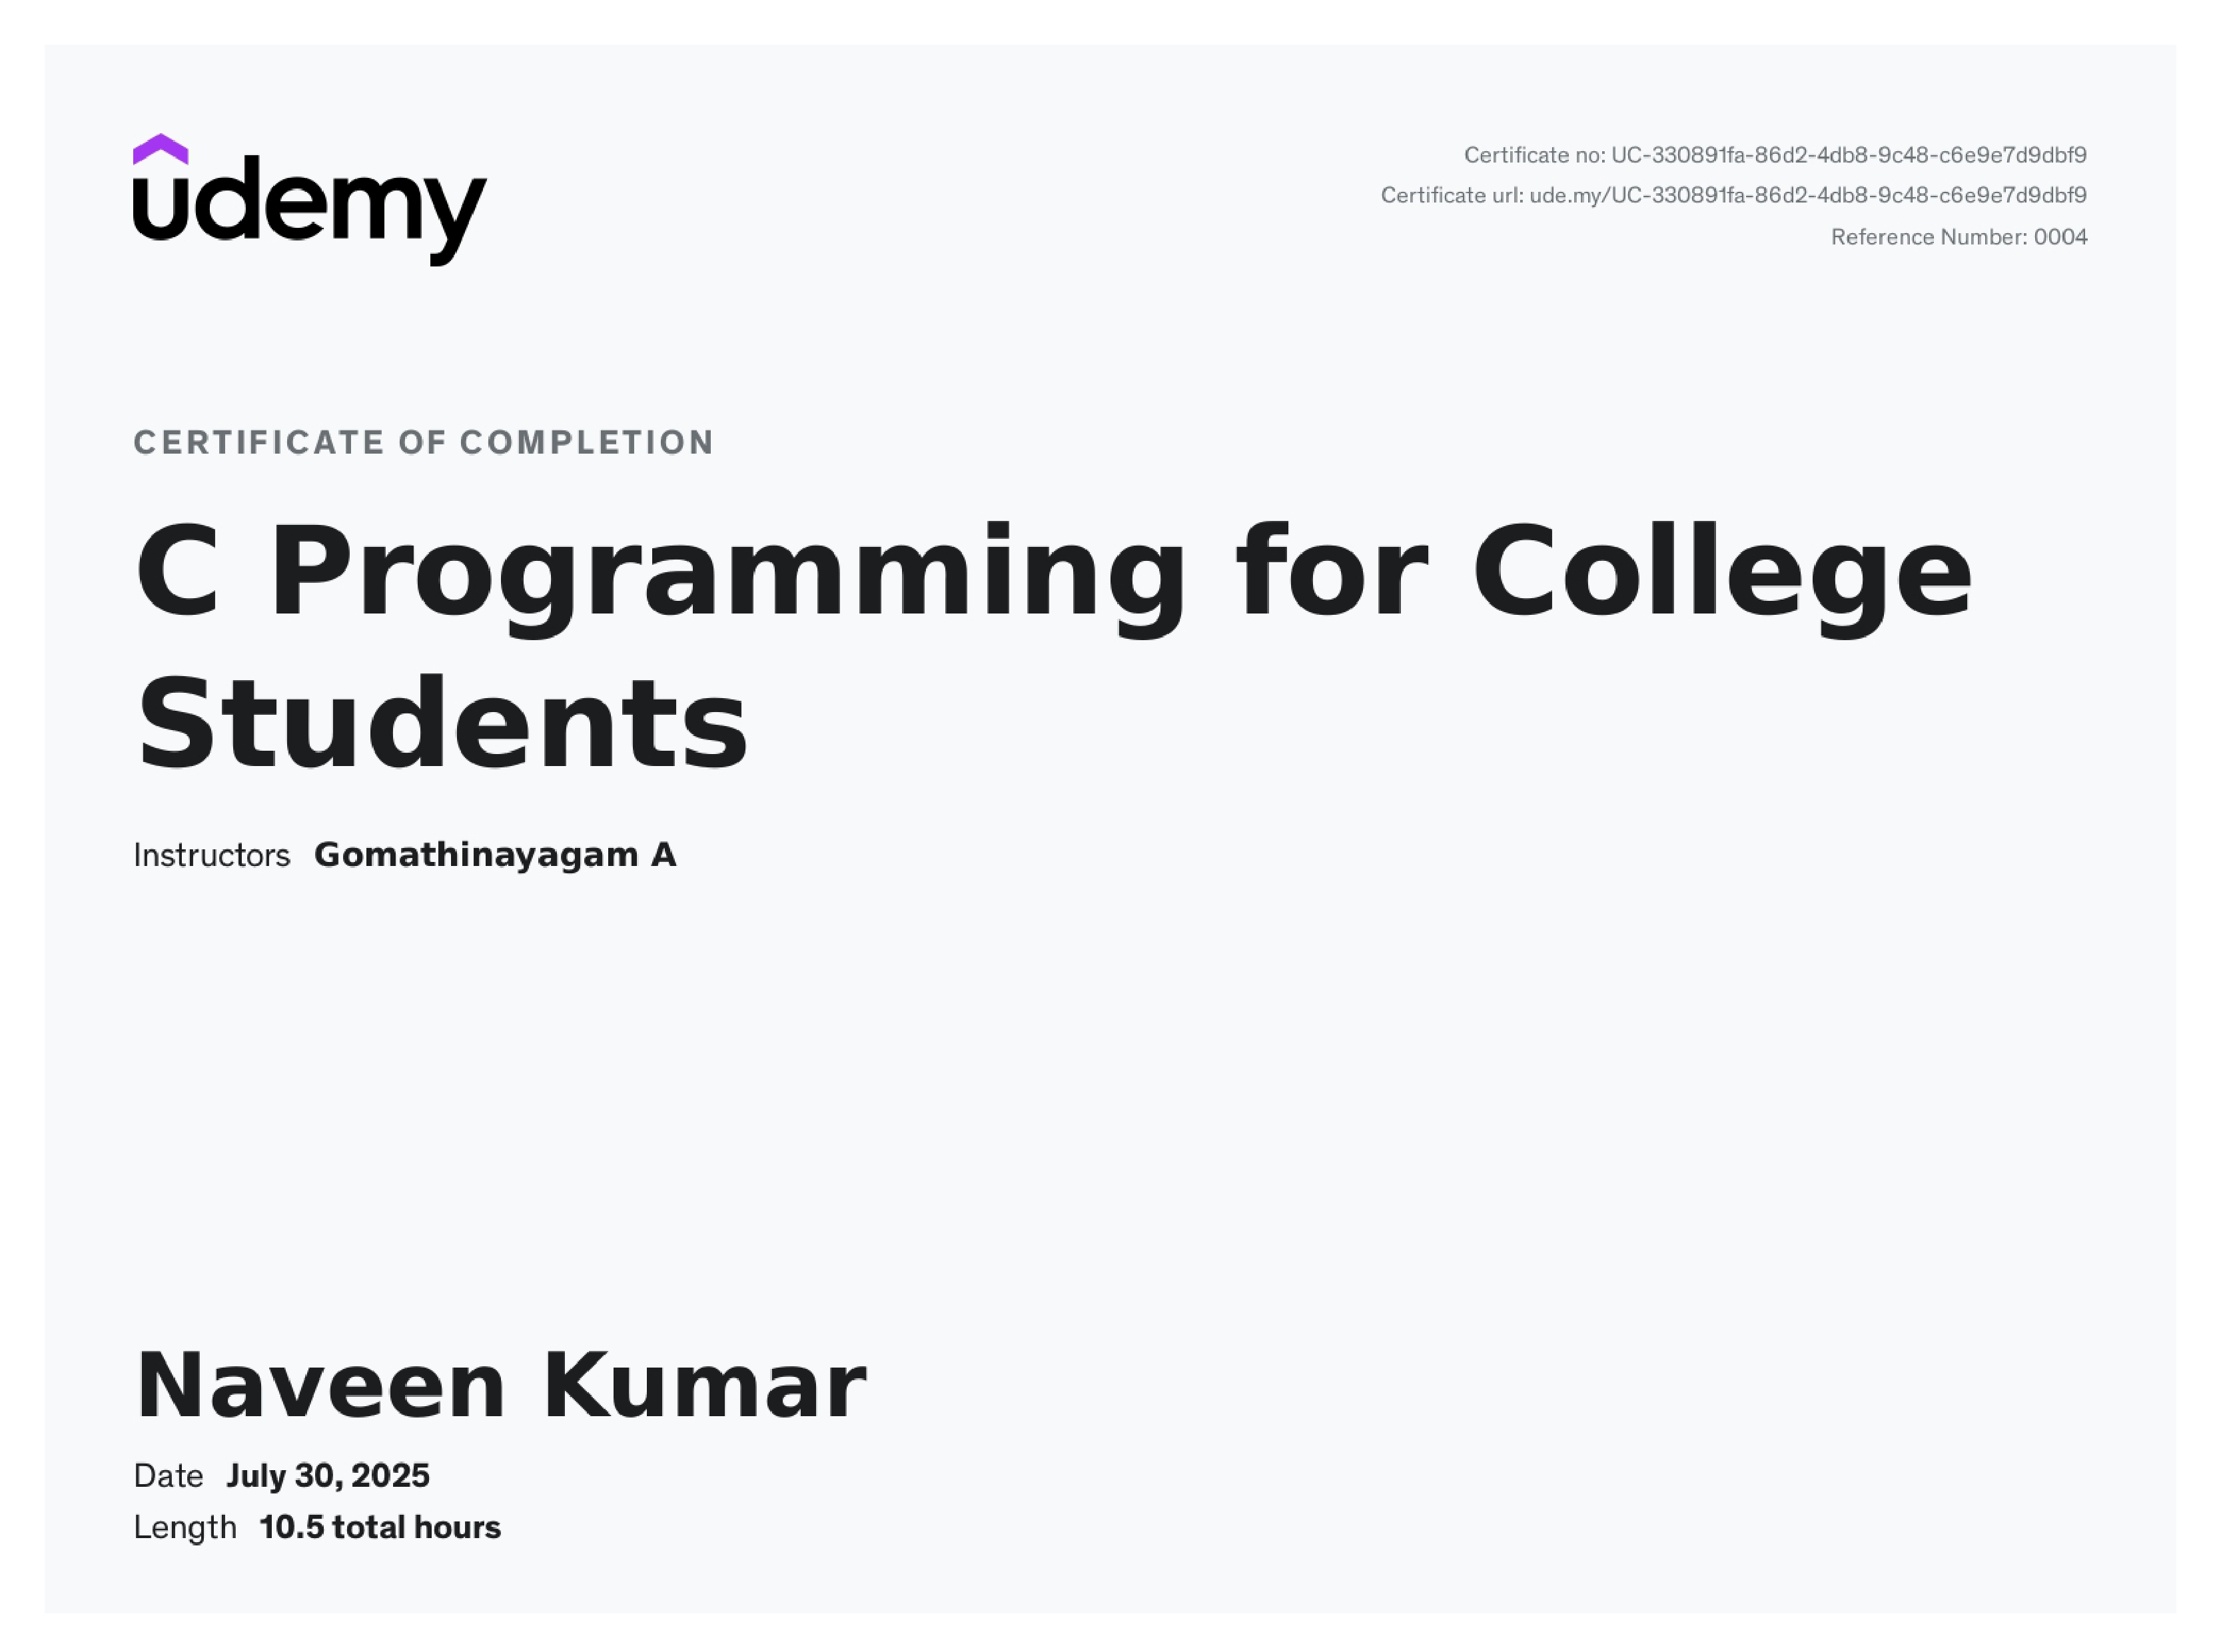 udemy
Certificate no: UC-330891fa-86d2-4db8-9c48-c6e9e7d9dbf9
Certificate url: ude.my/UC-330891fa-86d2-4db8-9c48-c6e9e7d9dbf9
Reference Number: 0004
CERTIFICATE OF COMPLETION
C Programming for College
Students
Instructors Gomathinayagam A
Naveen Kumar
Date July 30, 2025
Length 10.5 total hours